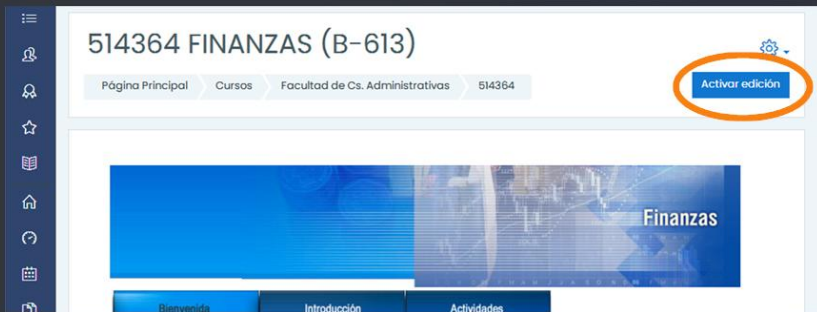 514364 FINANZAS (B-613)
Página Principal Cursos Facultad de Cs. Administrativas 514364
Activar edición
Finanzas
Bienvenida Introducción Actividades